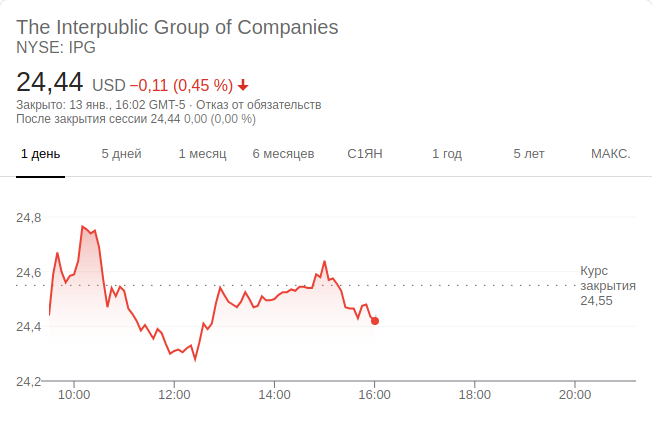 The Interpublic Group of Companies
NYSE: IPG
24,44 USD −0,11 (0,45 %)
Закрыто: 13 янв., 16:02 GMT-5 · Отказ от обязательств
После закрытия сессии 24,44 0,00 (0,00 %)
1 день 5 дней 1 месяц 6 месяцев С1ЯН 1 год 5 лет МАКС.
24,8
24,6
Курс
закрытия
24,55
24,4
24,2
10:00 12:00 14:00 16:00 18:00 20:00